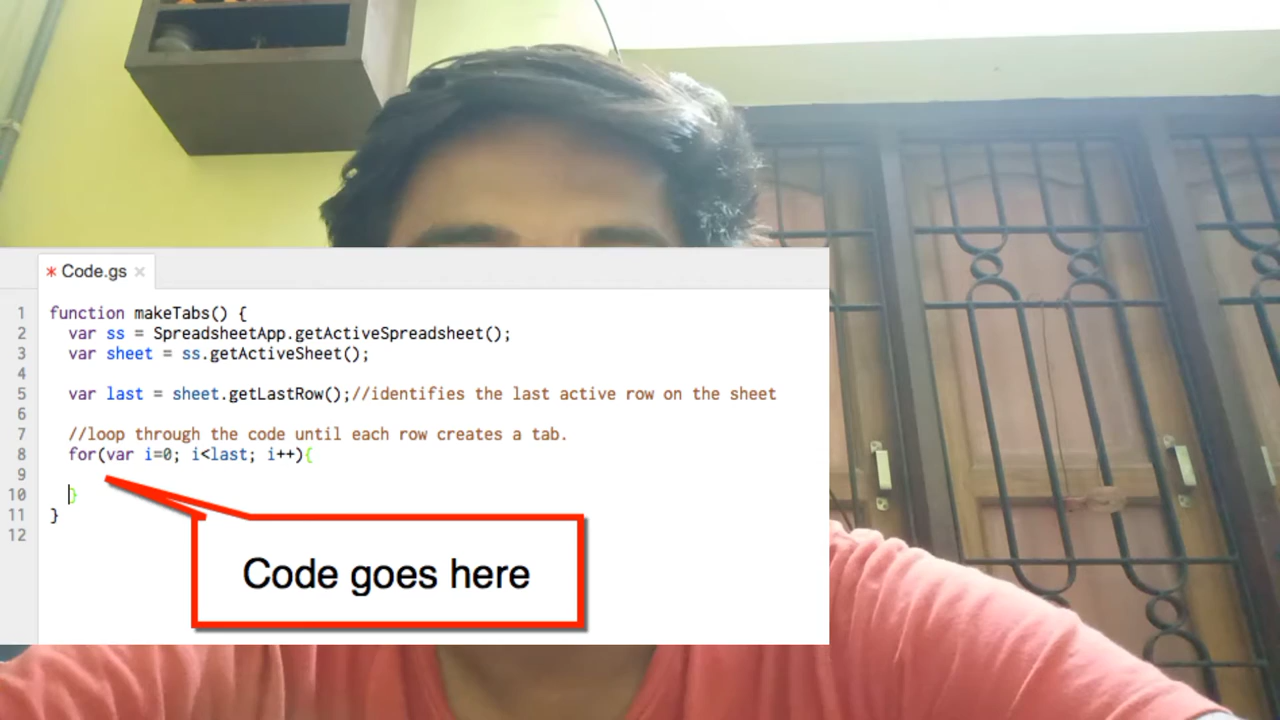 * Code.gs ×
1 function makeTabs() {
2 var ss = SpreadsheetApp.getActiveSpreadsheet();
3 var sheet = ss.getActiveSheet();
4
5 var last = sheet.getLastRow();//identifies the last active row on the sheet
6
7 //loop through the code until each row creates a tab.
8 for(var i=0; i<last; i++){
9
10 }
11 }
12
Code goes here